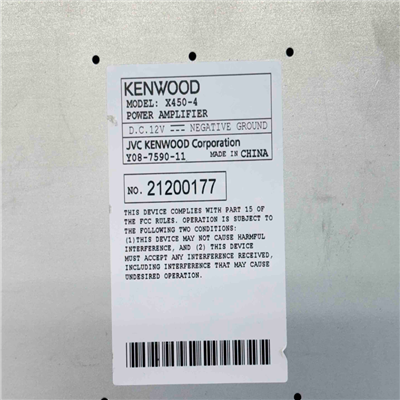 KENWOOD
MODEL: X450-4
POWER AMPLIFIER
D.C.12V ⎓ NEGATIVE GROUND
JVC KENWOOD Corporation
Y08-7590-11 MADE IN CHINA
NO. 21200177
THIS DEVICE COMPLIES WITH PART 15 OF
THE FCC RULES. OPERATION IS SUBJECT TO
THE FOLLOWING TWO CONDITIONS:
(1)THIS DEVICE MAY NOT CAUSE HARMFUL
INTERFERENCE, AND (2) THIS DEVICE
MUST ACCEPT ANY INTERFERENCE RECEIVED,
INCLUDING INTERFERENCE THAT MAY CAUSE
UNDESIRED OPERATION.